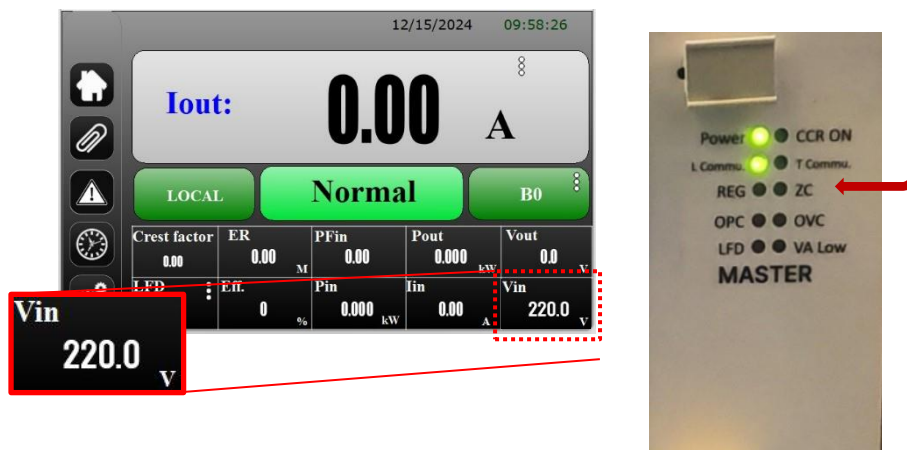 12/15/2024 09:58:26
Iout: 0.00 A
LOCAL Normal B0
Crest factor ER PFin Pout Vout
0.00 0.00 M 0.00 0.000 kW 0.0 V
LFD Eff. Pin Iin Vin
0 % 0.000 kW 0.00 A 220.0 V
Vin
220.0 V
Power CCR ON
L Commu. T Commu.
REG ZC
OPC OVC
LFD VA Low
MASTER